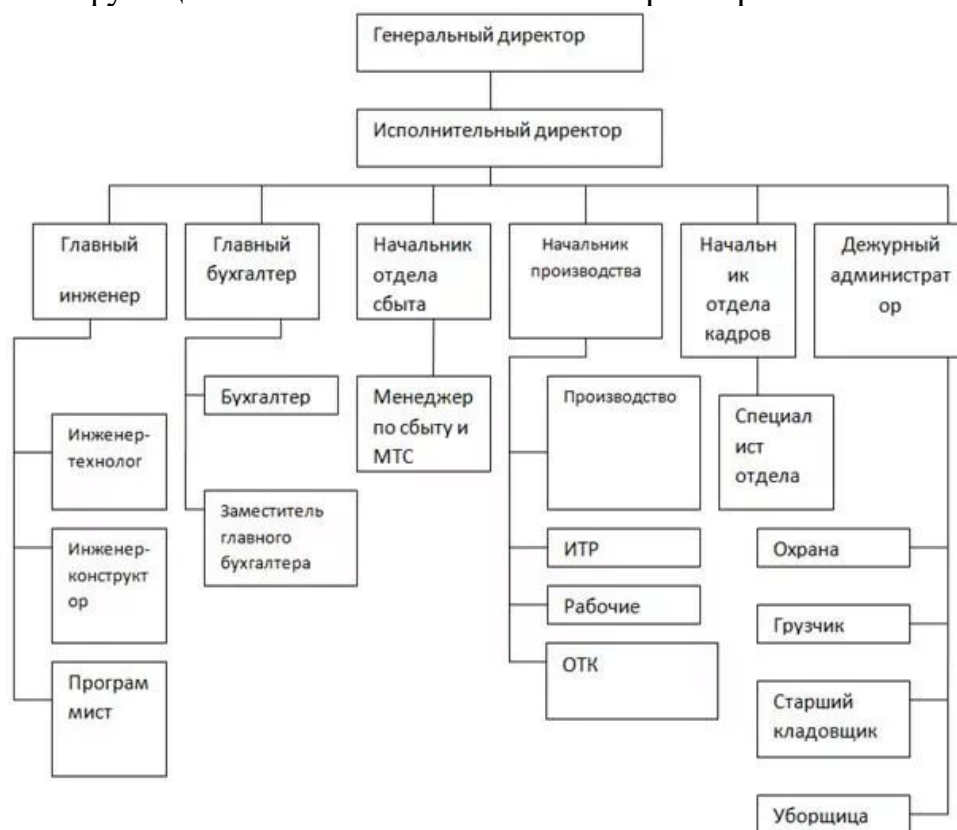 Генеральный директор
Исполнительный директор
Главный
инженер
Главный
бухгалтер
Начальник
отдела
сбыта
Начальник
производства
Начальн
ик
отдела
кадров
Дежурный
администрат
ор
Инженер-
технолог
Инженер-
конструкт
ор
Програм
мист
Бухгалтер
Заместитель
главного
бухгалтера
Менеджер
по сбыту и
МТС
Производство
ИТР
Рабочие
ОТК
Специал
ист
отдела
Охрана
Грузчик
Старший
кладовщик
Уборщица